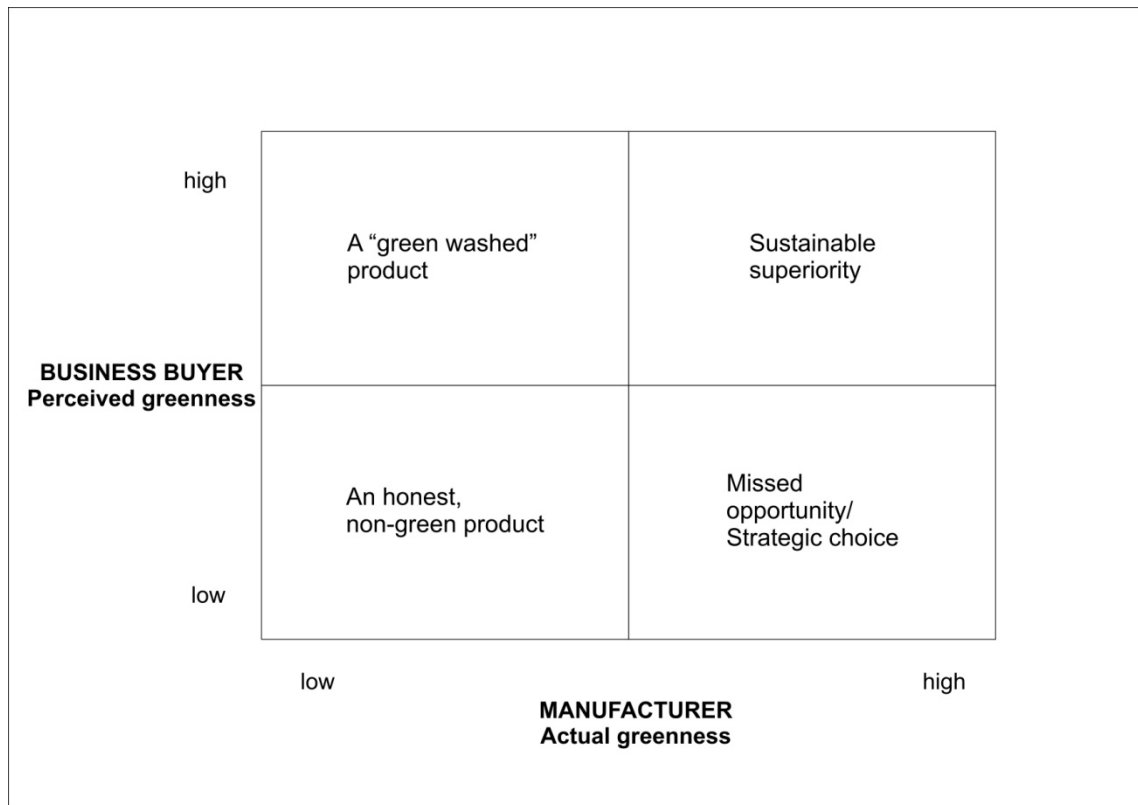 high
A “green washed”
product
Sustainable
superiority
BUSINESS BUYER
Perceived greenness
An honest,
non-green product
Missed
opportunity/
Strategic choice
low
low
high
MANUFACTURER
Actual greenness